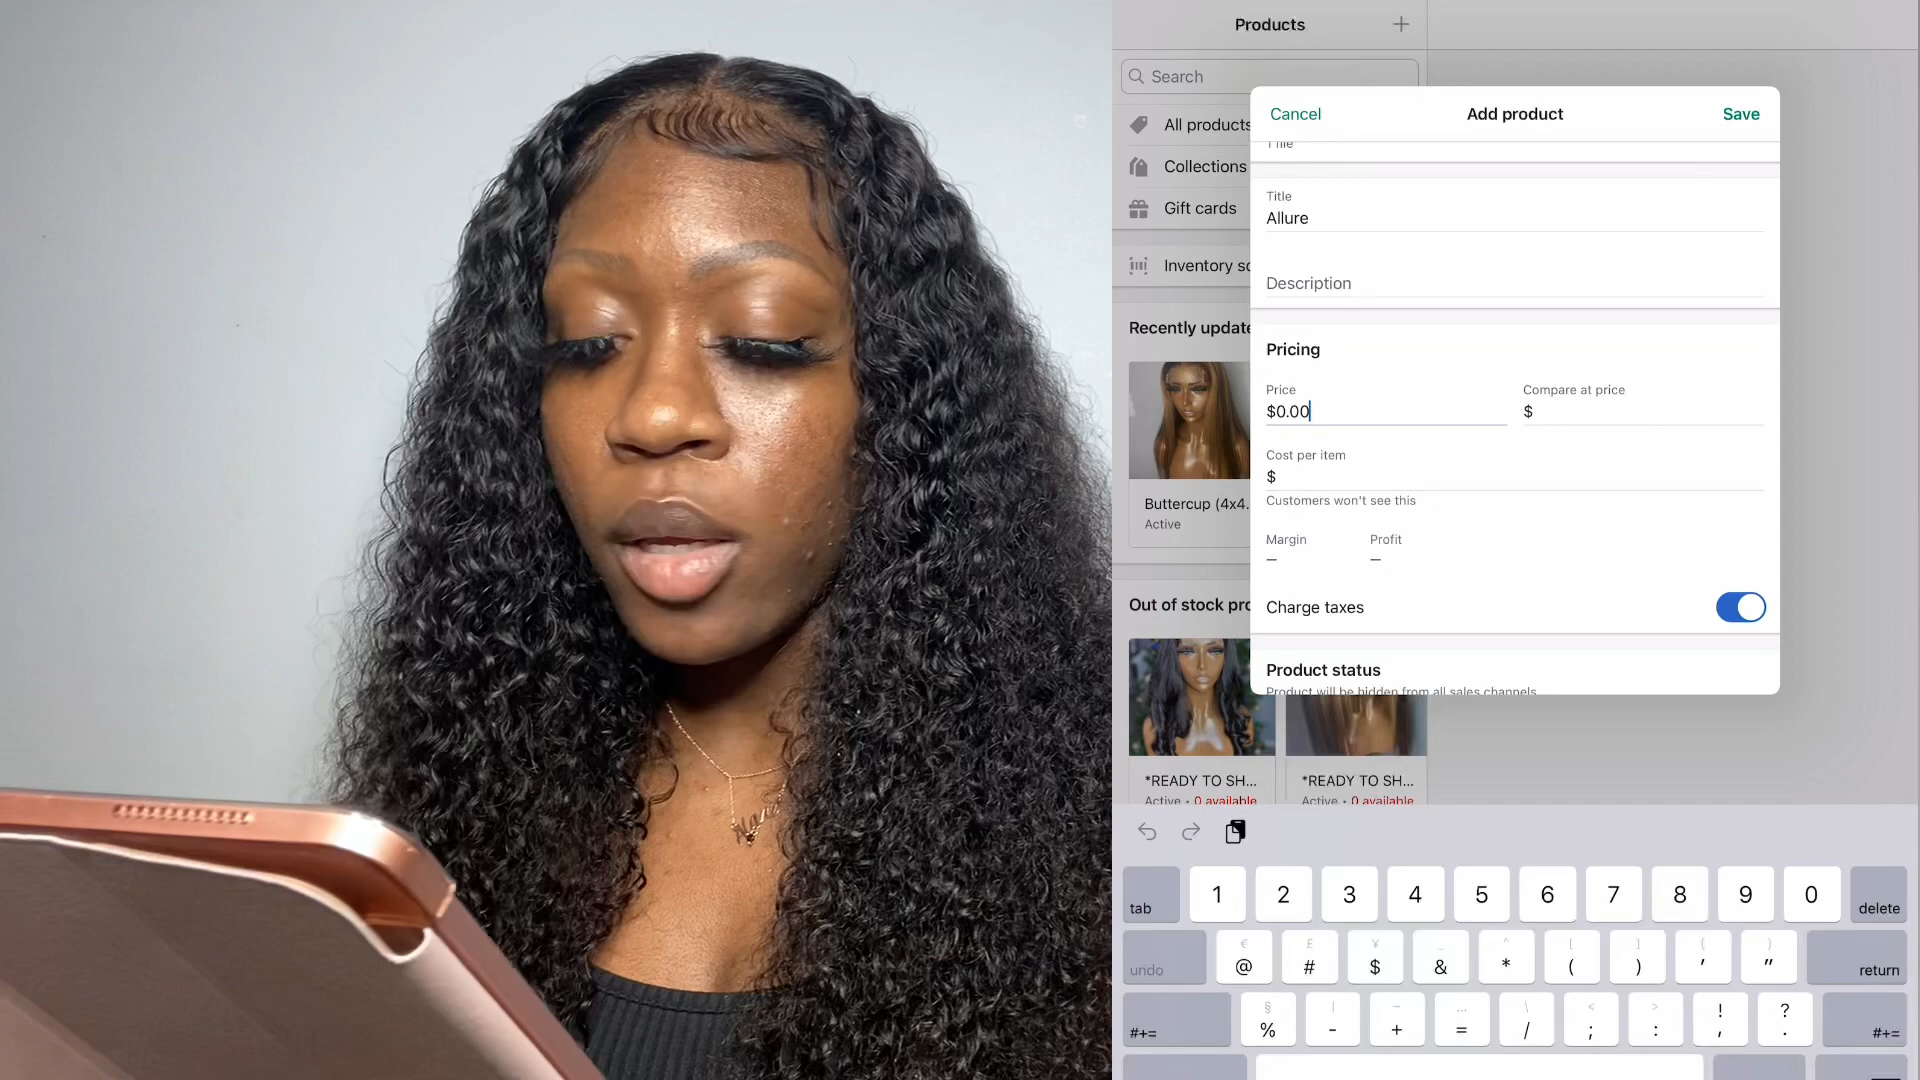 Products
Search
All products
Collections
Gift cards
Inventory sc
Recently update
Buttercup (4x4.
Active
Out of stock pro
*READY TO SH...
Active • 0 available
*READY TO SH...
Active • 0 available
Cancel
Add product
Save
Title
Title
Allure
Description
Pricing
Price
$0.00
Compare at price
$
Cost per item
$
Customers won't see this
Margin
–
Profit
–
Charge taxes
Product status
Product will be hidden from all sales channels
tab 1 2 3 4 5 6 7 8 9 0 delete
€ £ ¥ _ ^ [ ] { }
undo @ # $ & * ( ) ' " return
§ | ~ … \ < > ! ?
#+= % - + = / ; : , . #+=